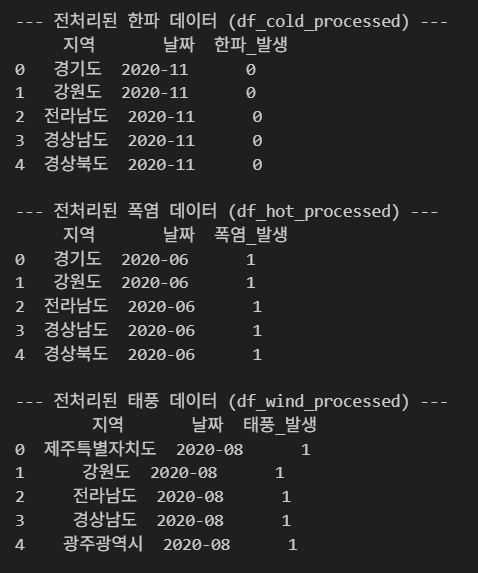 --- 전처리된 한파 데이터 (df_cold_processed) ---
지역 날짜 한파_발생
0 경기도 2020-11 0
1 강원도 2020-11 0
2 전라남도 2020-11 0
3 경상남도 2020-11 0
4 경상북도 2020-11 0
--- 전처리된 폭염 데이터 (df_hot_processed) ---
지역 날짜 폭염_발생
0 경기도 2020-06 1
1 강원도 2020-06 1
2 전라남도 2020-06 1
3 경상남도 2020-06 1
4 경상북도 2020-06 1
--- 전처리된 태풍 데이터 (df_wind_processed) ---
지역 날짜 태풍_발생
0 제주특별자치도 2020-08 1
1 강원도 2020-08 1
2 전라남도 2020-08 1
3 경상남도 2020-08 1
4 광주광역시 2020-08 1